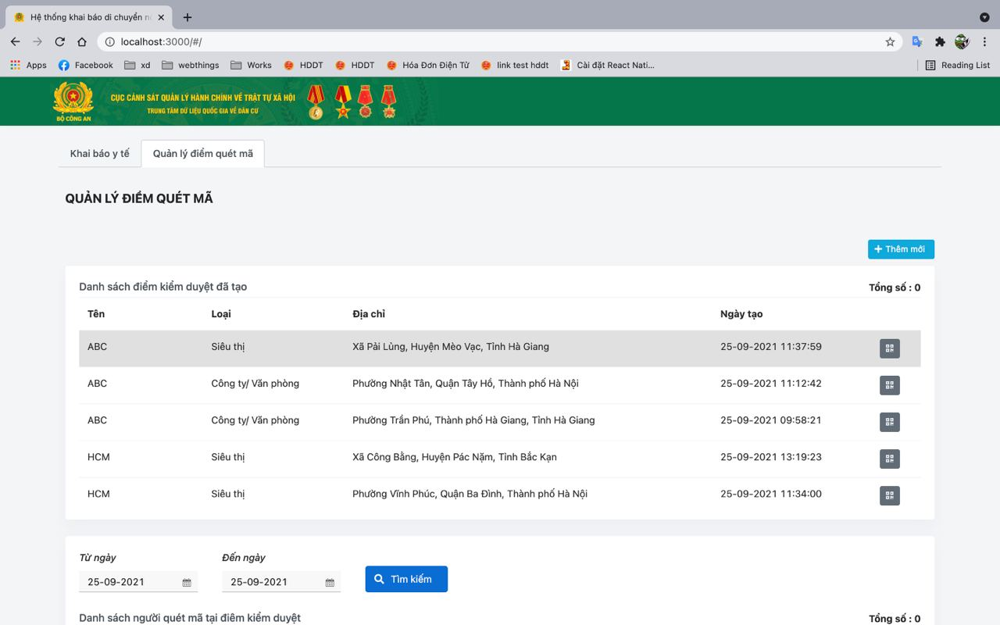 Hệ thống khai báo di chuyển n
localhost:3000/#/
Apps Facebook xd webthings Works HDDT HDDT Hóa Đơn Điện Tử link test hddt Cài đặt React Nati... Reading List
BỘ CÔNG AN
CỤC CẢNH SÁT QUẢN LÝ HÀNH CHÍNH VỀ TRẬT TỰ XÃ HỘI
TRUNG TÂM DỮ LIỆU QUỐC GIA VỀ DÂN CƯ
Khai báo y tế Quản lý điểm quét mã
QUẢN LÝ ĐIỂM QUÉT MÃ
Thêm mới
Danh sách điểm kiểm duyệt đã tạo Tổng số : 0
Tên Loại Địa chỉ Ngày tạo
ABC Siêu thị Xã Pải Lủng, Huyện Mèo Vạc, Tỉnh Hà Giang 25-09-2021 11:37:59
ABC Công ty/ Văn phòng Phường Nhật Tân, Quận Tây Hồ, Thành phố Hà Nội 25-09-2021 11:12:42
ABC Công ty/ Văn phòng Phường Trần Phú, Thành phố Hà Giang, Tỉnh Hà Giang 25-09-2021 09:58:21
HCM Siêu thị Xã Công Bằng, Huyện Pác Nặm, Tỉnh Bắc Kạn 25-09-2021 13:19:23
HCM Siêu thị Phường Vĩnh Phúc, Quận Ba Đình, Thành phố Hà Nội 25-09-2021 11:34:00
Từ ngày Đến ngày
25-09-2021 25-09-2021 Tìm kiếm
Danh sách người quét mã tại điêm kiểm duyệt Tổng số : 0